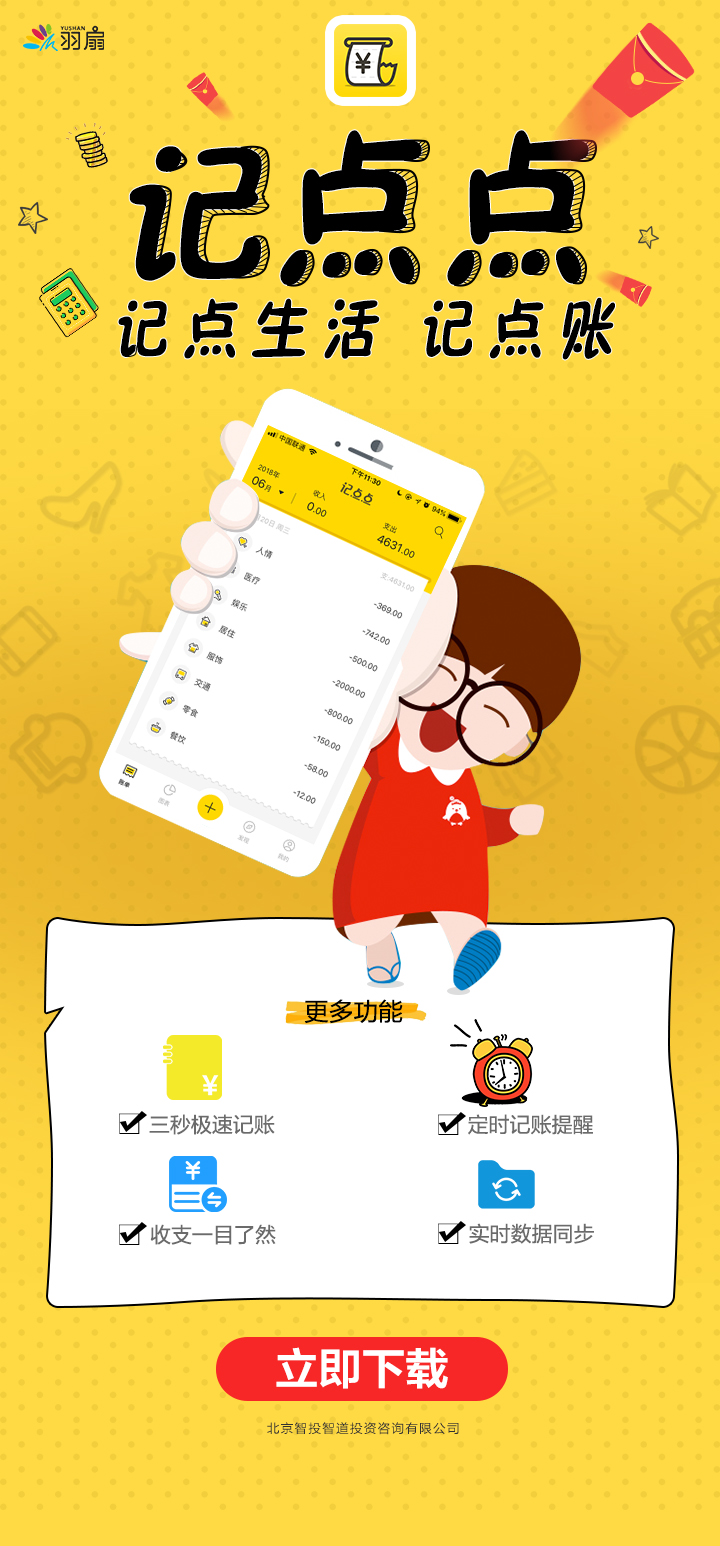 YUSHAN
羽扇
¥
记点点
记点生活 记点账
中国联通 下午11:30 94%
2018年
06月 收入 0.00 记点点 支出 4631.00
20日 周三 支:4631.00
人情 -369.00
医疗 -742.00
娱乐 -500.00
居住 -2000.00
服饰 -800.00
交通 -150.00
零食 -58.00
餐饮 -12.00
账单 图表 + 发现 我的
更多功能
¥
三秒极速记账 定时记账提醒
¥
收支一目了然 实时数据同步
立即下载
北京智投智道投资咨询有限公司